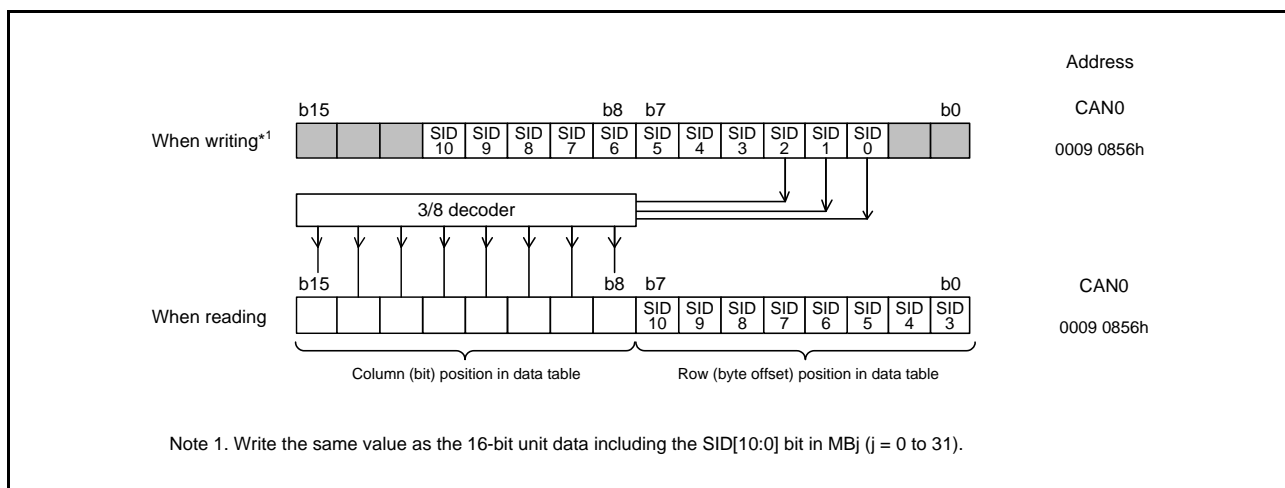 Address
b15 b8 b7 b0 CAN0
When writing*1 SID 10 SID 9 SID 8 SID 7 SID 6 SID 5 SID 4 SID 3 SID 2 SID 1 SID 0 0009 0856h
3/8 decoder
b15 b8 b7 b0 CAN0
When reading SID 10 SID 9 SID 8 SID 7 SID 6 SID 5 SID 4 SID 3 0009 0856h
Column (bit) position in data table Row (byte offset) position in data table
Note 1. Write the same value as the 16-bit unit data including the SID[10:0] bit in MBj (j = 0 to 31).